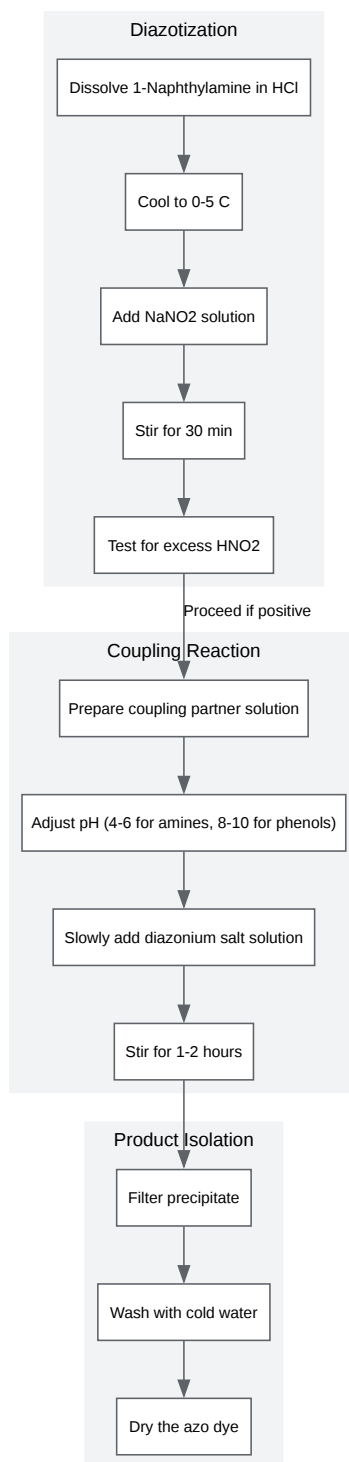 Diazotization
Dissolve 1-Naphthylamine in HCl
Cool to 0-5 C
Add NaNO2 solution
Stir for 30 min
Test for excess HNO2
Proceed if positive
Coupling Reaction
Prepare coupling partner solution
Adjust pH (4-6 for amines, 8-10 for phenols)
Slowly add diazonium salt solution
Stir for 1-2 hours
Product Isolation
Filter precipitate
Wash with cold water
Dry the azo dye